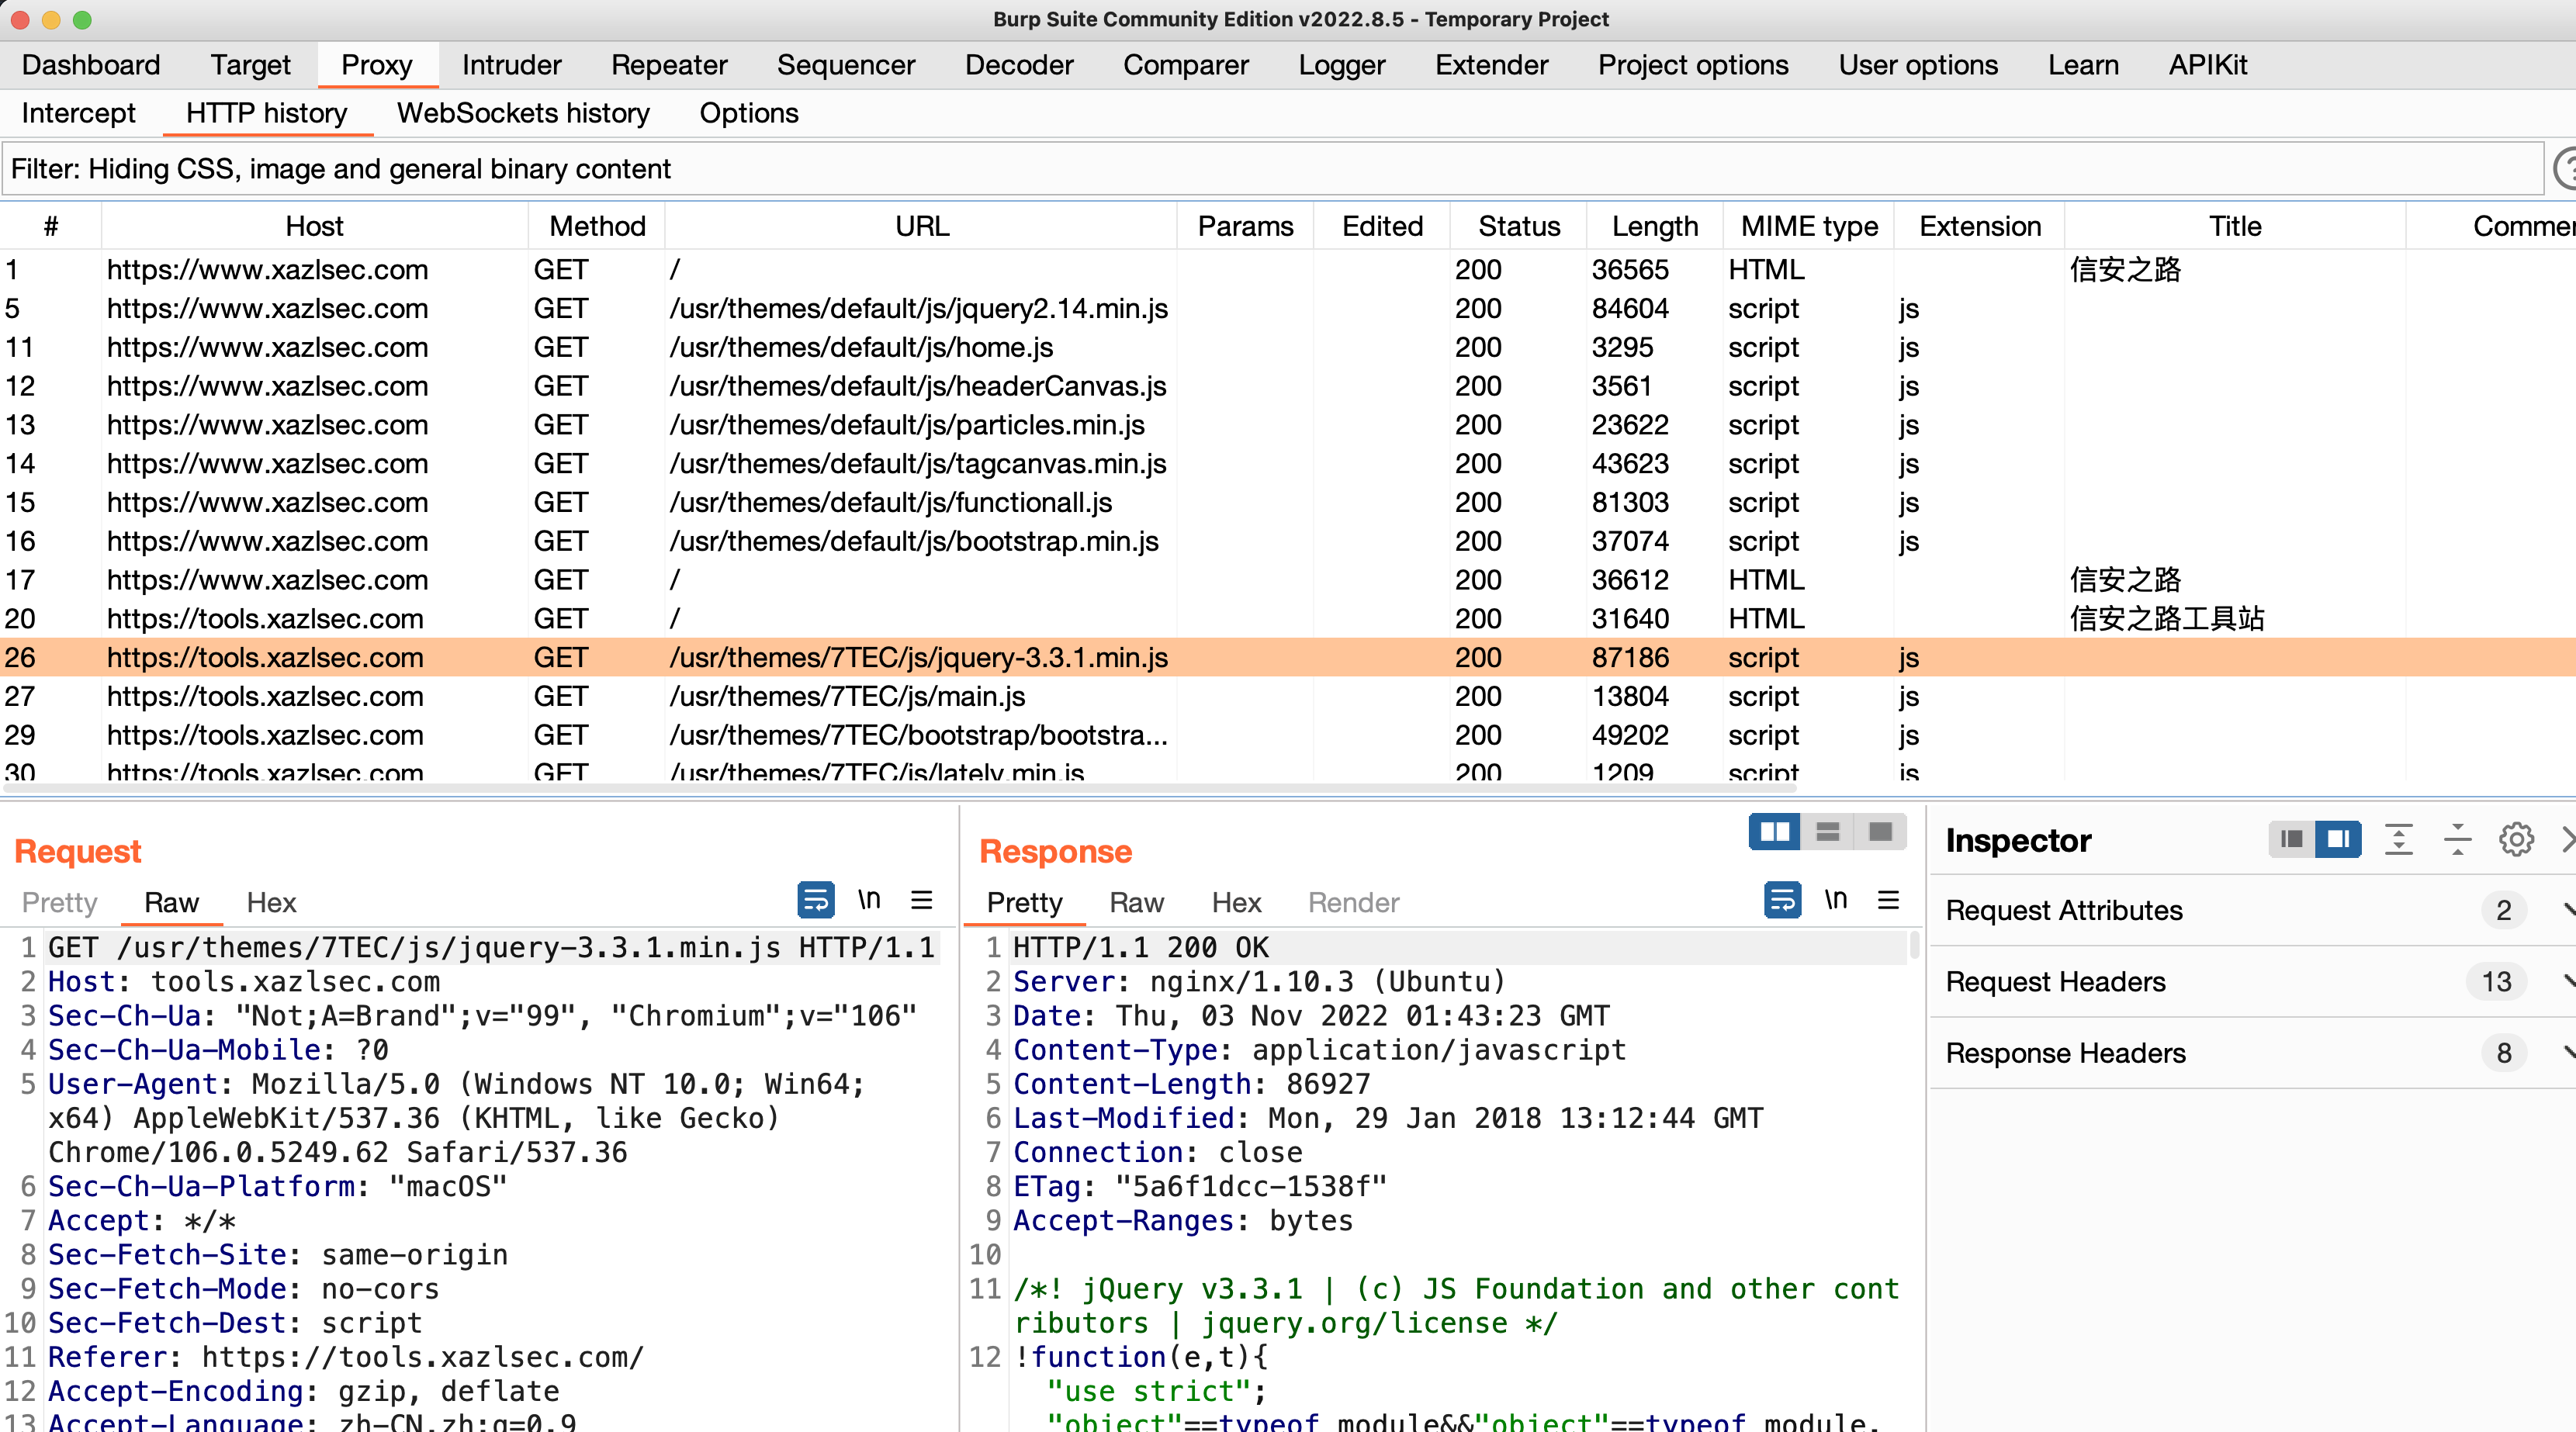 Burp Suite Community Edition v2022.8.5 - Temporary Project
Dashboard Target Proxy Intruder Repeater Sequencer Decoder Comparer Logger Extender Project options User options Learn APIKit
Intercept HTTP history WebSockets history Options
Filter: Hiding CSS, image and general binary content
# Host Method URL Params Edited Status Length MIME type Extension Title Commen
1 https://www.xazlsec.com GET / 200 36565 HTML 信安之路
5 https://www.xazlsec.com GET /usr/themes/default/js/jquery2.14.min.js 200 84604 script js
11 https://www.xazlsec.com GET /usr/themes/default/js/home.js 200 3295 script js
12 https://www.xazlsec.com GET /usr/themes/default/js/headerCanvas.js 200 3561 script js
13 https://www.xazlsec.com GET /usr/themes/default/js/particles.min.js 200 23622 script js
14 https://www.xazlsec.com GET /usr/themes/default/js/tagcanvas.min.js 200 43623 script js
15 https://www.xazlsec.com GET /usr/themes/default/js/functionall.js 200 81303 script js
16 https://www.xazlsec.com GET /usr/themes/default/js/bootstrap.min.js 200 37074 script js
17 https://www.xazlsec.com GET / 200 36612 HTML 信安之路
20 https://tools.xazlsec.com GET / 200 31640 HTML 信安之路工具站
26 https://tools.xazlsec.com GET /usr/themes/7TEC/js/jquery-3.3.1.min.js 200 87186 script js
27 https://tools.xazlsec.com GET /usr/themes/7TEC/js/main.js 200 13804 script js
29 https://tools.xazlsec.com GET /usr/themes/7TEC/bootstrap/bootstra... 200 49202 script js
30 https://tools.xazlsec.com GET /usr/themes/7TEC/js/lately.min.js 200 1209 script js
Request
Pretty Raw Hex \n
1 GET /usr/themes/7TEC/js/jquery-3.3.1.min.js HTTP/1.1
2 Host: tools.xazlsec.com
3 Sec-Ch-Ua: "Not;A=Brand";v="99", "Chromium";v="106"
4 Sec-Ch-Ua-Mobile: ?0
5 User-Agent: Mozilla/5.0 (Windows NT 10.0; Win64;
x64) AppleWebKit/537.36 (KHTML, like Gecko)
Chrome/106.0.5249.62 Safari/537.36
6 Sec-Ch-Ua-Platform: "macOS"
7 Accept: */*
8 Sec-Fetch-Site: same-origin
9 Sec-Fetch-Mode: no-cors
10 Sec-Fetch-Dest: script
11 Referer: https://tools.xazlsec.com/
12 Accept-Encoding: gzip, deflate
13 Accept-Language: zh-CN,zh;q=0.9
Response
Pretty Raw Hex Render \n
1 HTTP/1.1 200 OK
2 Server: nginx/1.10.3 (Ubuntu)
3 Date: Thu, 03 Nov 2022 01:43:23 GMT
4 Content-Type: application/javascript
5 Content-Length: 86927
6 Last-Modified: Mon, 29 Jan 2018 13:12:44 GMT
7 Connection: close
8 ETag: "5a6f1dcc-1538f"
9 Accept-Ranges: bytes
10
11 /*! jQuery v3.3.1 | (c) JS Foundation and other cont
ributors | jquery.org/license */
12 !function(e,t){
"use strict";
"object"==typeof module&&"object"==typeof module.
Inspector
Request Attributes 2
Request Headers 13
Response Headers 8